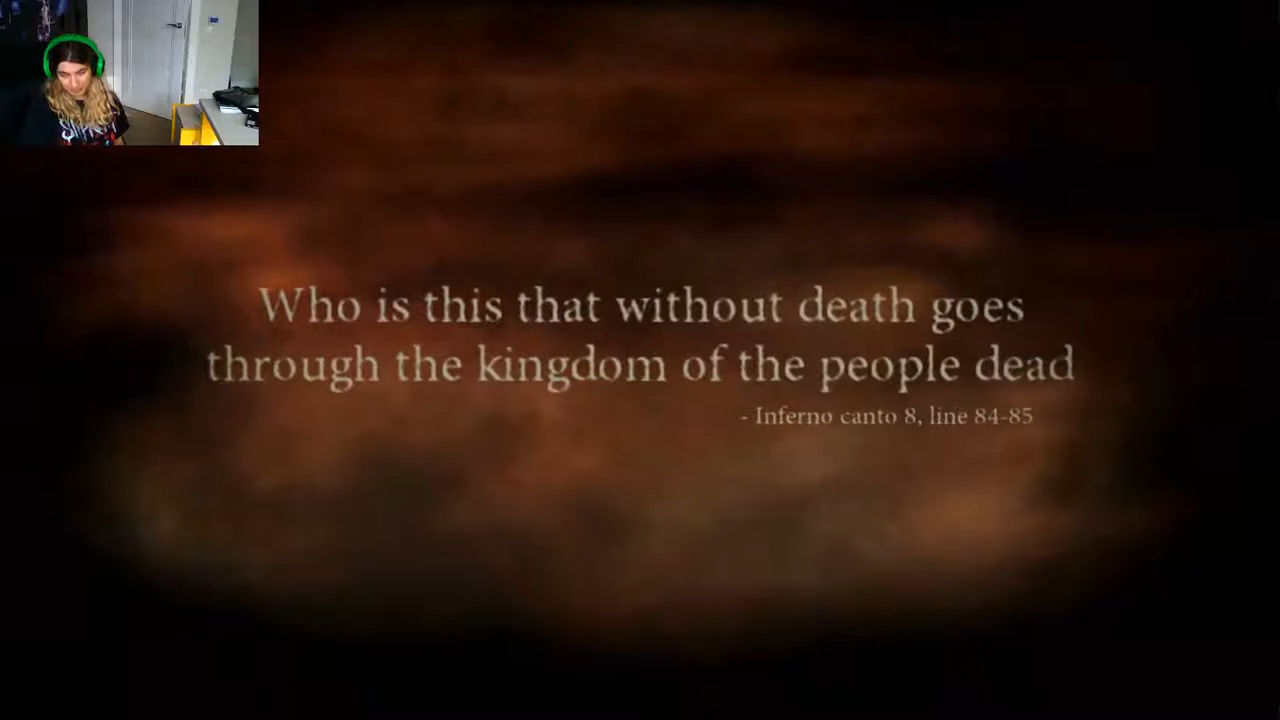 Who is this that without death goes
through the kingdom of the people dead
- Inferno canto 8, line 84-85